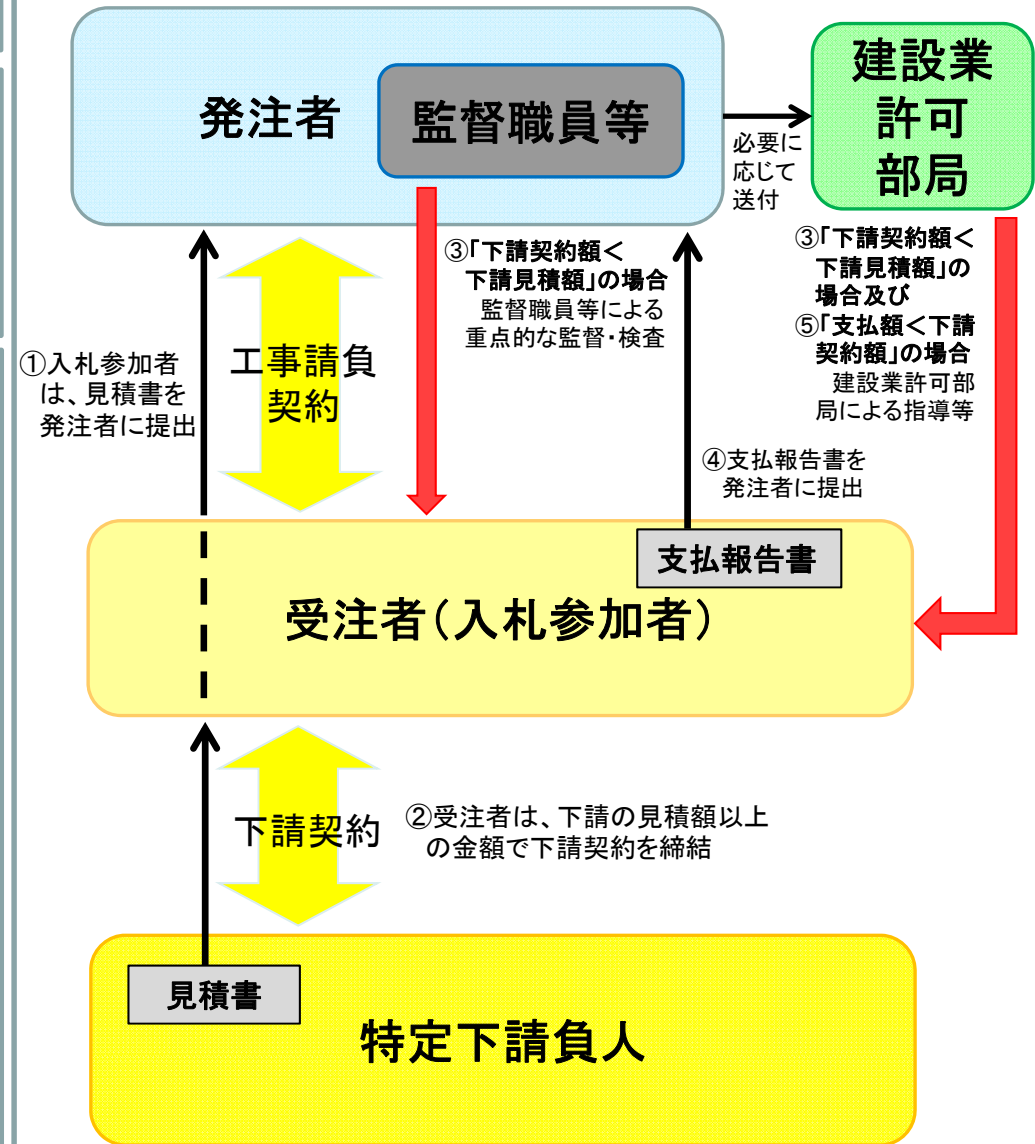 発注者
監督職員等
建設業
許可
部局
必要に
応じて
送付
③「下請契約額<
下請見積額」の場合
監督職員等による
重点的な監督・検査
③「下請契約額<
下請見積額」の
場合及び
⑤「支払額<下請
契約額」の場合
建設業許可部
局による指導等
①入札参加者
は、見積書を
発注者に提出
工事請負
契約
④支払報告書を
発注者に提出
支払報告書
受注者(入札参加者)
下請契約
②受注者は、下請の見積額以上
の金額で下請契約を締結
見積書
特定下請負人